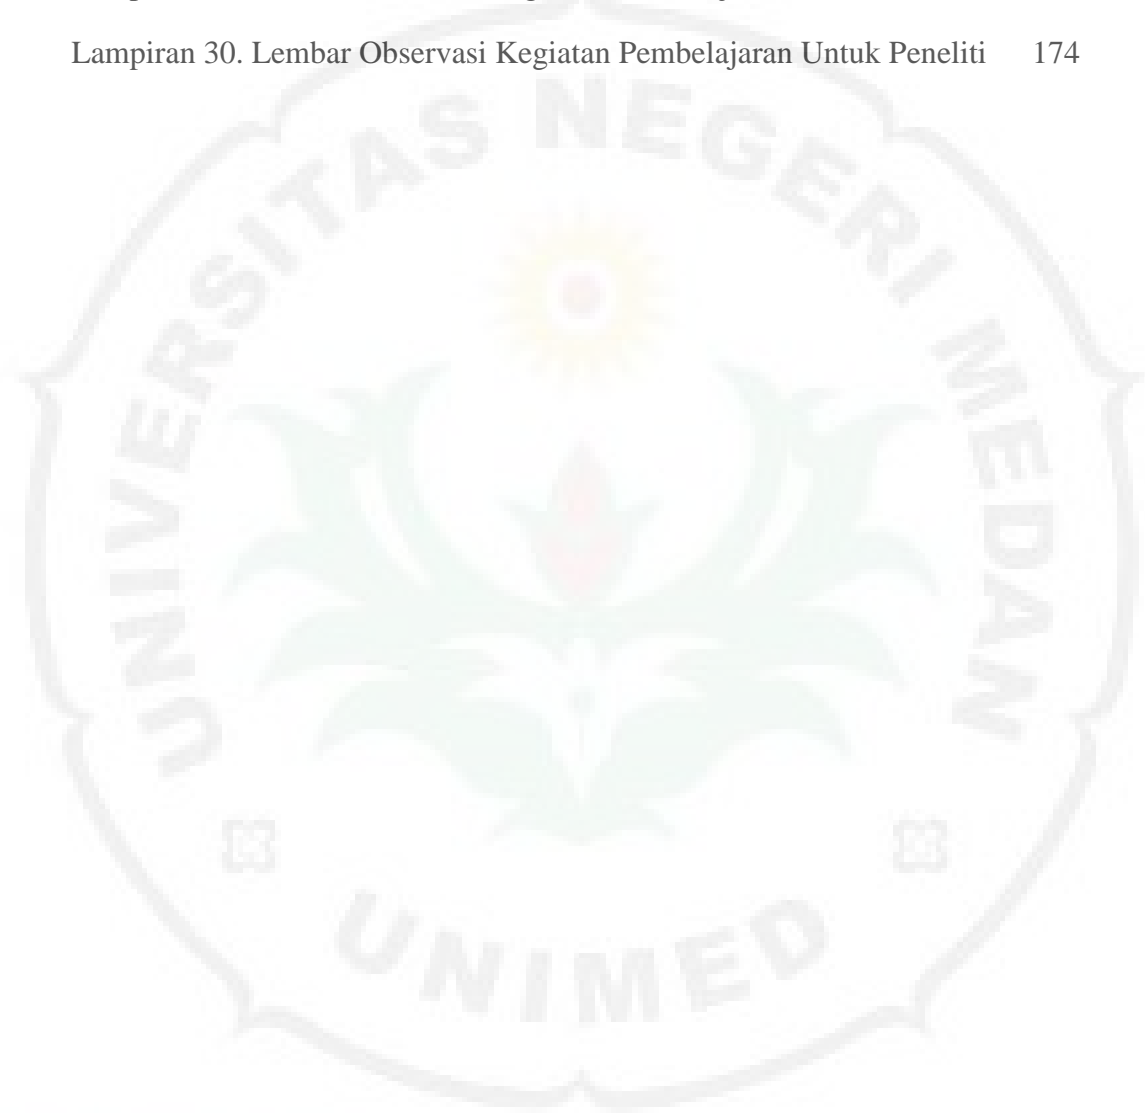 Lampiran 30. Lembar Observasi Kegiatan Pembelajaran Untuk Peneliti 174
UNIVERSITAS NEGERI MEDAN
UNIMED